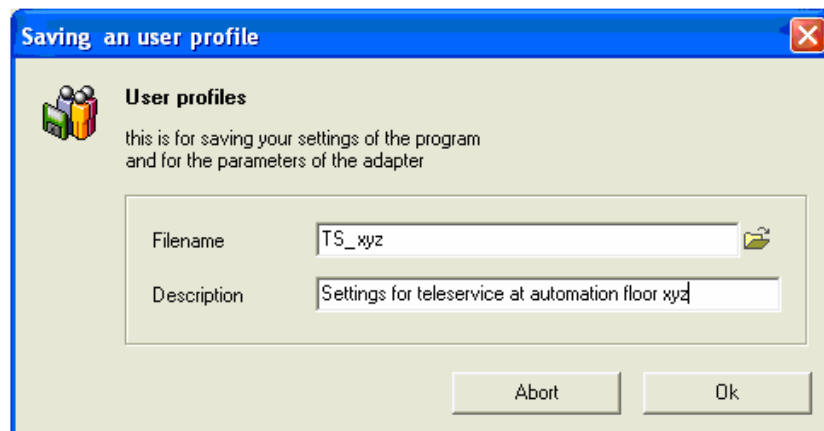 Saving an user profile
User profiles
this is for saving your settings of the program
and for the parameters of the adapter
Filename TS_xyz
Description Settings for teleservice at automation floor xyz
Abort Ok